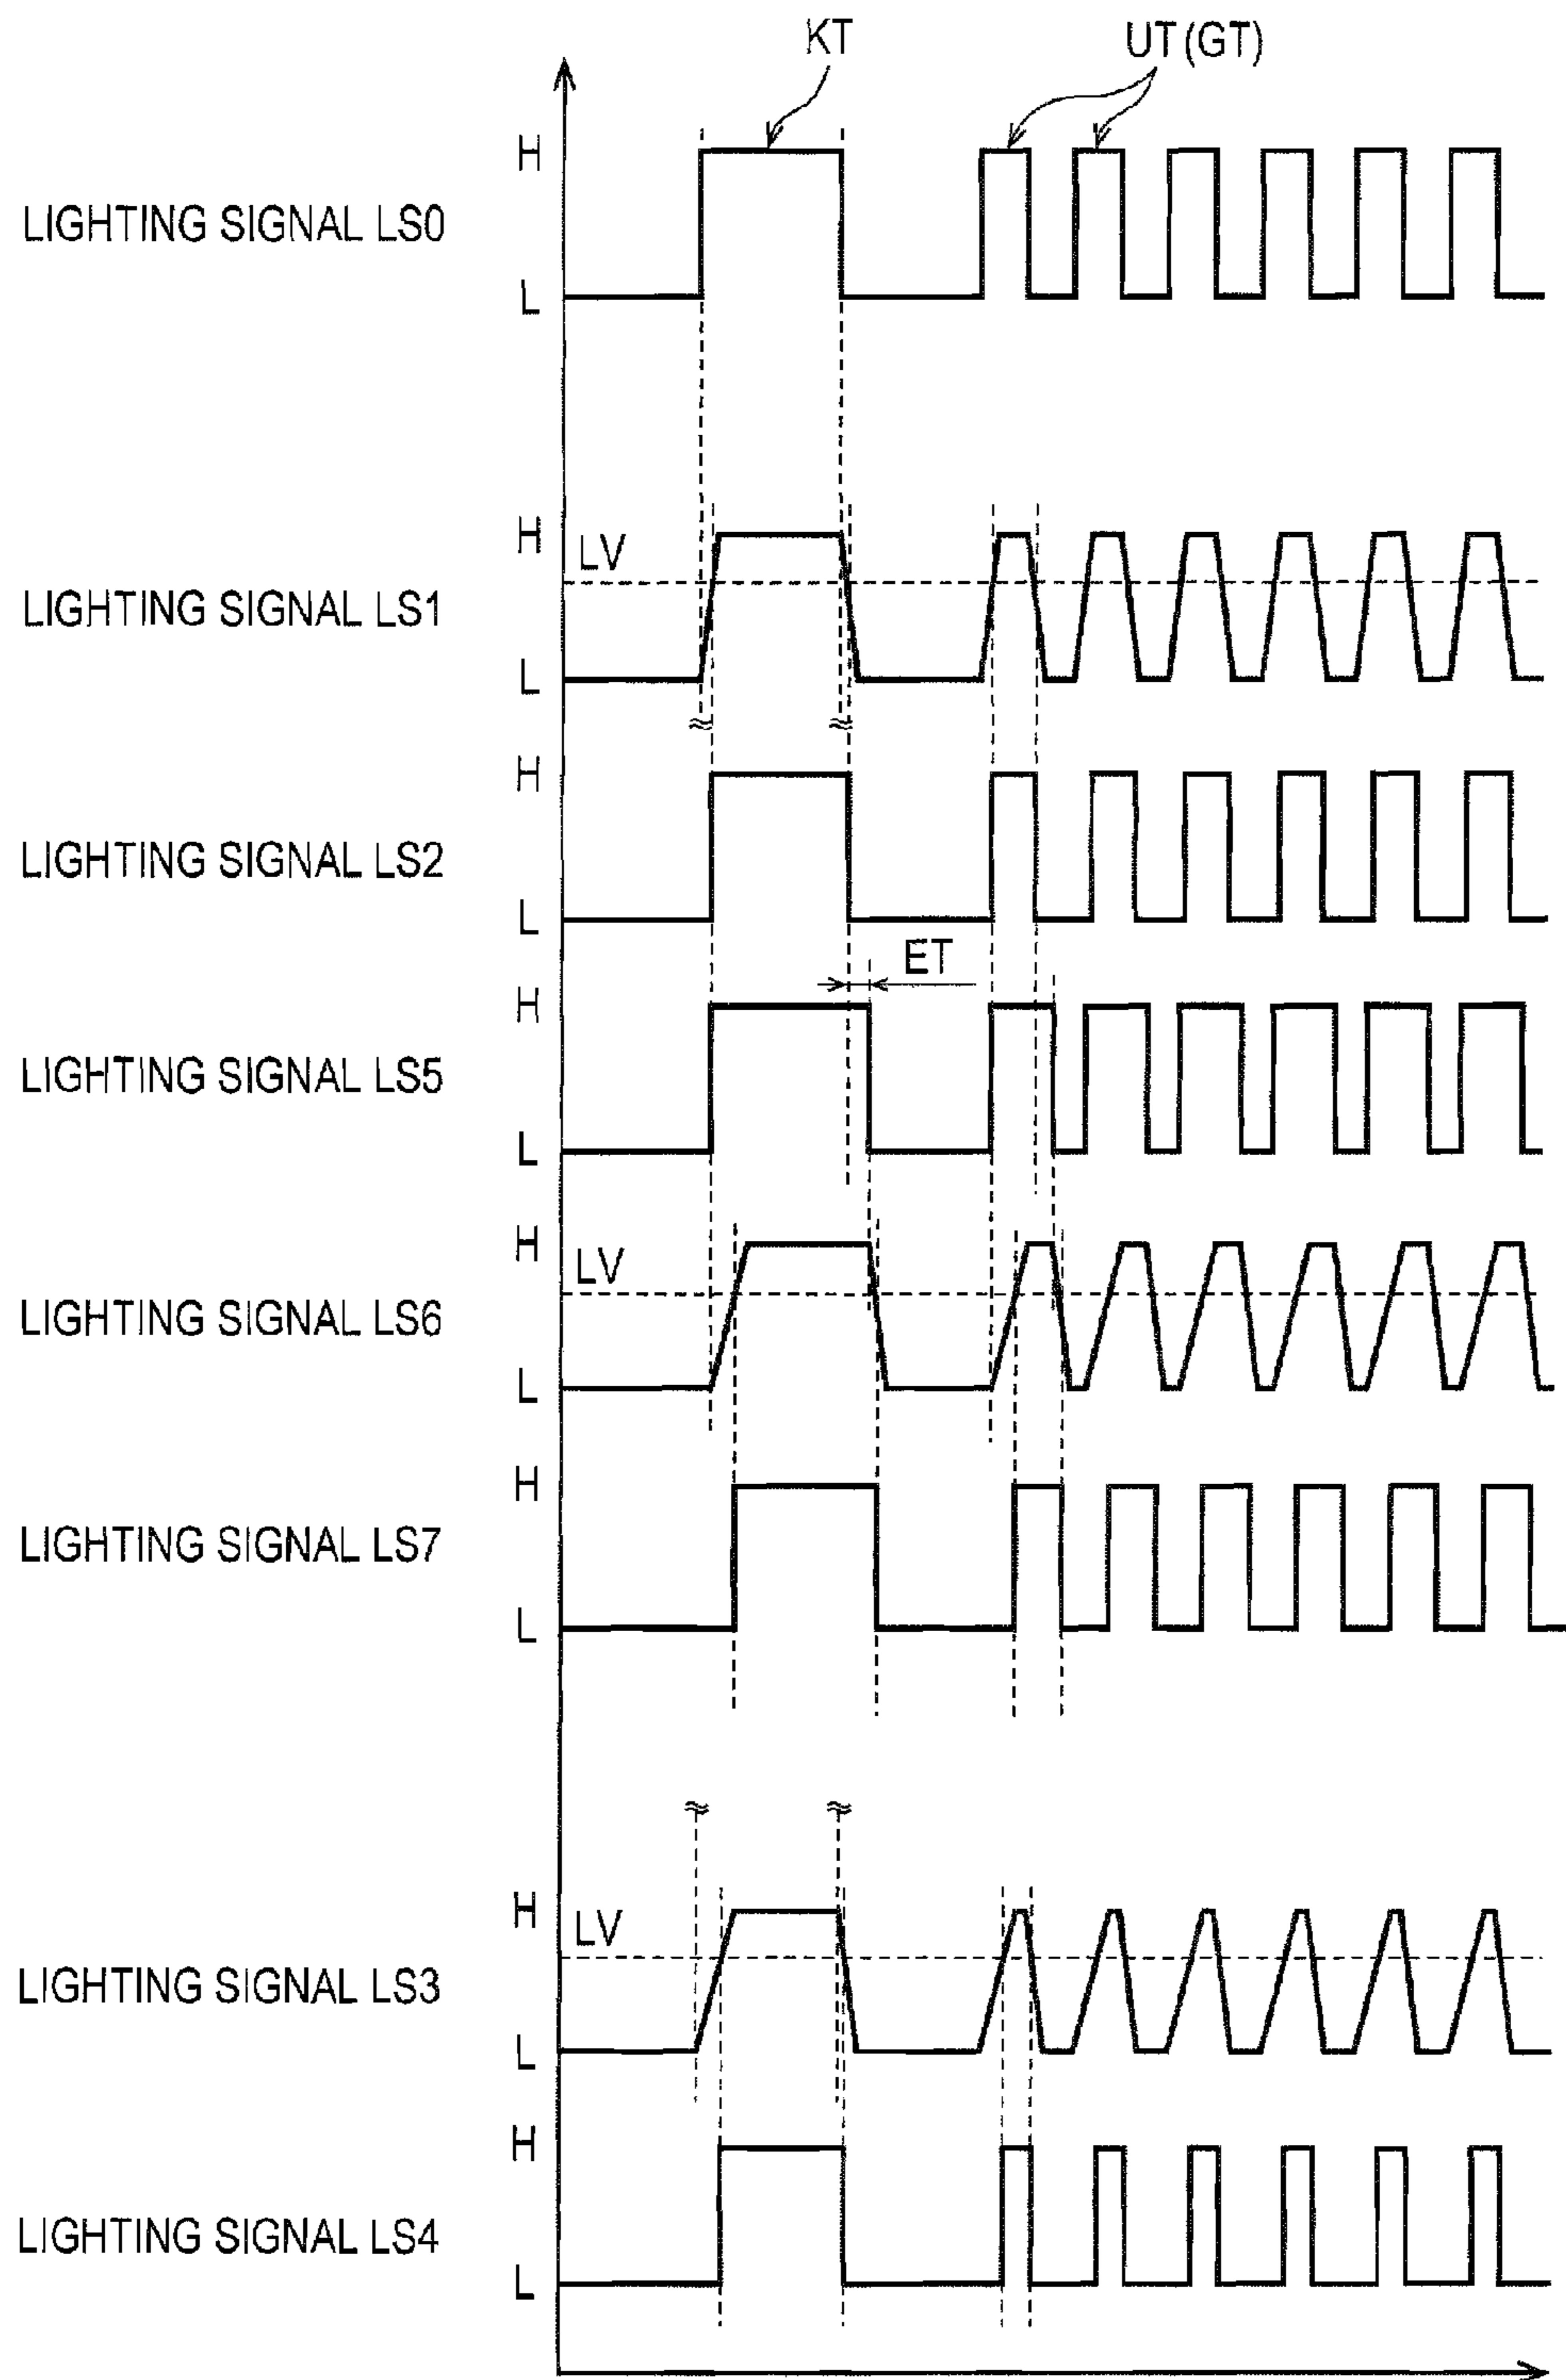 KT
UT(GT)
H
LIGHTING SIGNAL LS0
L
H
LV
LIGHTING SIGNAL LS1
L
H
LIGHTING SIGNAL LS2
L
ET
H
LIGHTING SIGNAL LS5
L
H
LV
LIGHTING SIGNAL LS6
L
H
LIGHTING SIGNAL LS7
L
H
LV
LIGHTING SIGNAL LS3
L
H
LIGHTING SIGNAL LS4
L